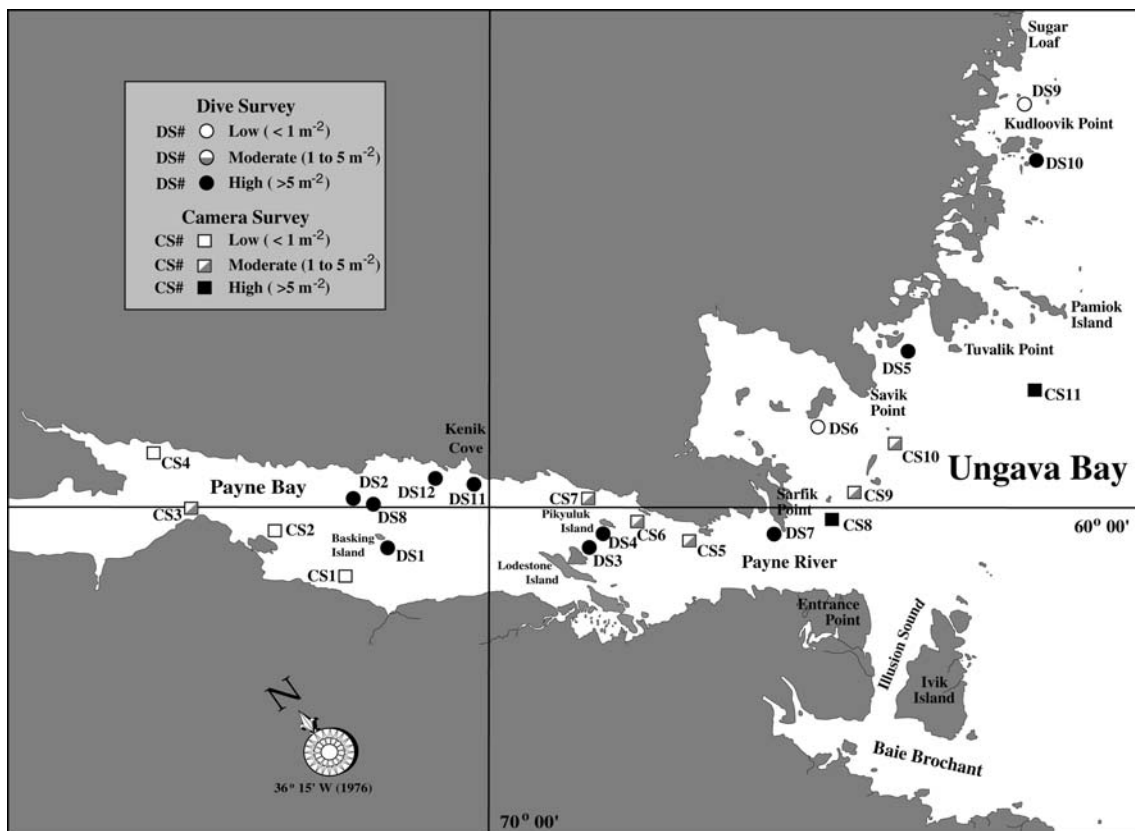 Sugar
Loaf
DS9
Kudloovik Point
DS10
Dive Survey
DS# Low (< 1 m-2)
DS# Moderate (1 to 5 m-2)
DS# High ( >5 m-2)
Camera Survey
CS# Low (< 1 m-2)
CS# Moderate (1 to 5 m-2)
CS# High ( >5 m-2)
Pamiok
Island
Tuvalik Point
DS5
Savik
Point
CS11
DS6
CS10
Kenik
Cove
CS4
Payne Bay
DS2
DS12
DS11
DS8
CS3
CS2
Basking
Island
DS1
CS1
CS7
Pikyuluk
Island
DS4
CS6
DS3
Lodestone
Island
CS5
Sarfik
Point
DS7
CS9
CS8
Ungava Bay
60° 00'
Payne River
Entrance
Point
Illusion Sound
Ivik
Island
Baie Brochant
N
36° 15' W (1976)
70° 00'